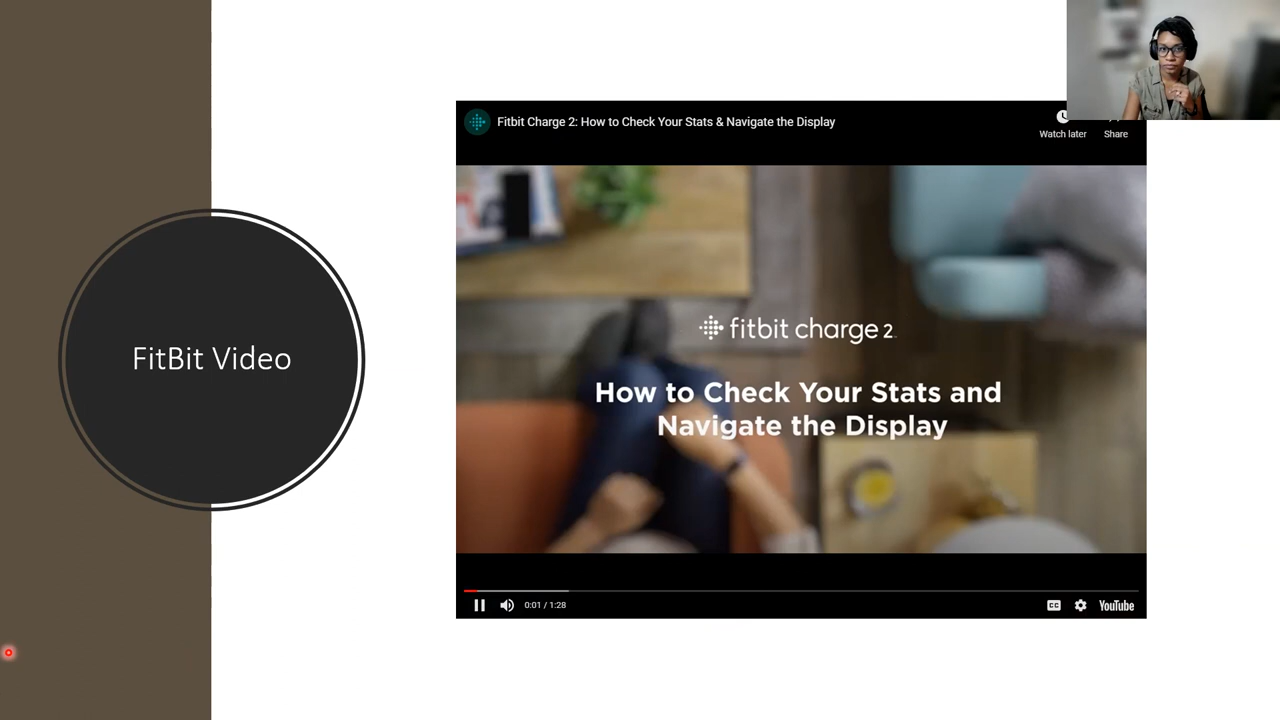 FitBit Video
Fitbit Charge 2: How to Check Your Stats & Navigate the Display
Watch later
Share
fitbit charge 2
How to Check Your Stats and
Navigate the Display
0:01 / 1:28
CC
YouTube